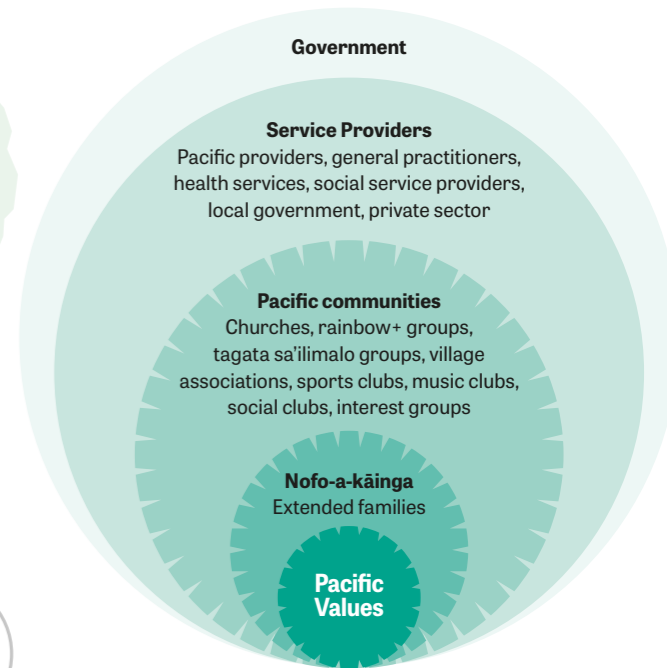 Government
Service Providers
Pacific providers, general practitioners,
health services, social service providers,
local government, private sector
Pacific communities
Churches, rainbow+ groups,
tagata sa'ilimalo groups, village
associations, sports clubs, music clubs,
social clubs, interest groups
Nofo-a-kāinga
Extended families
Pacific
Values